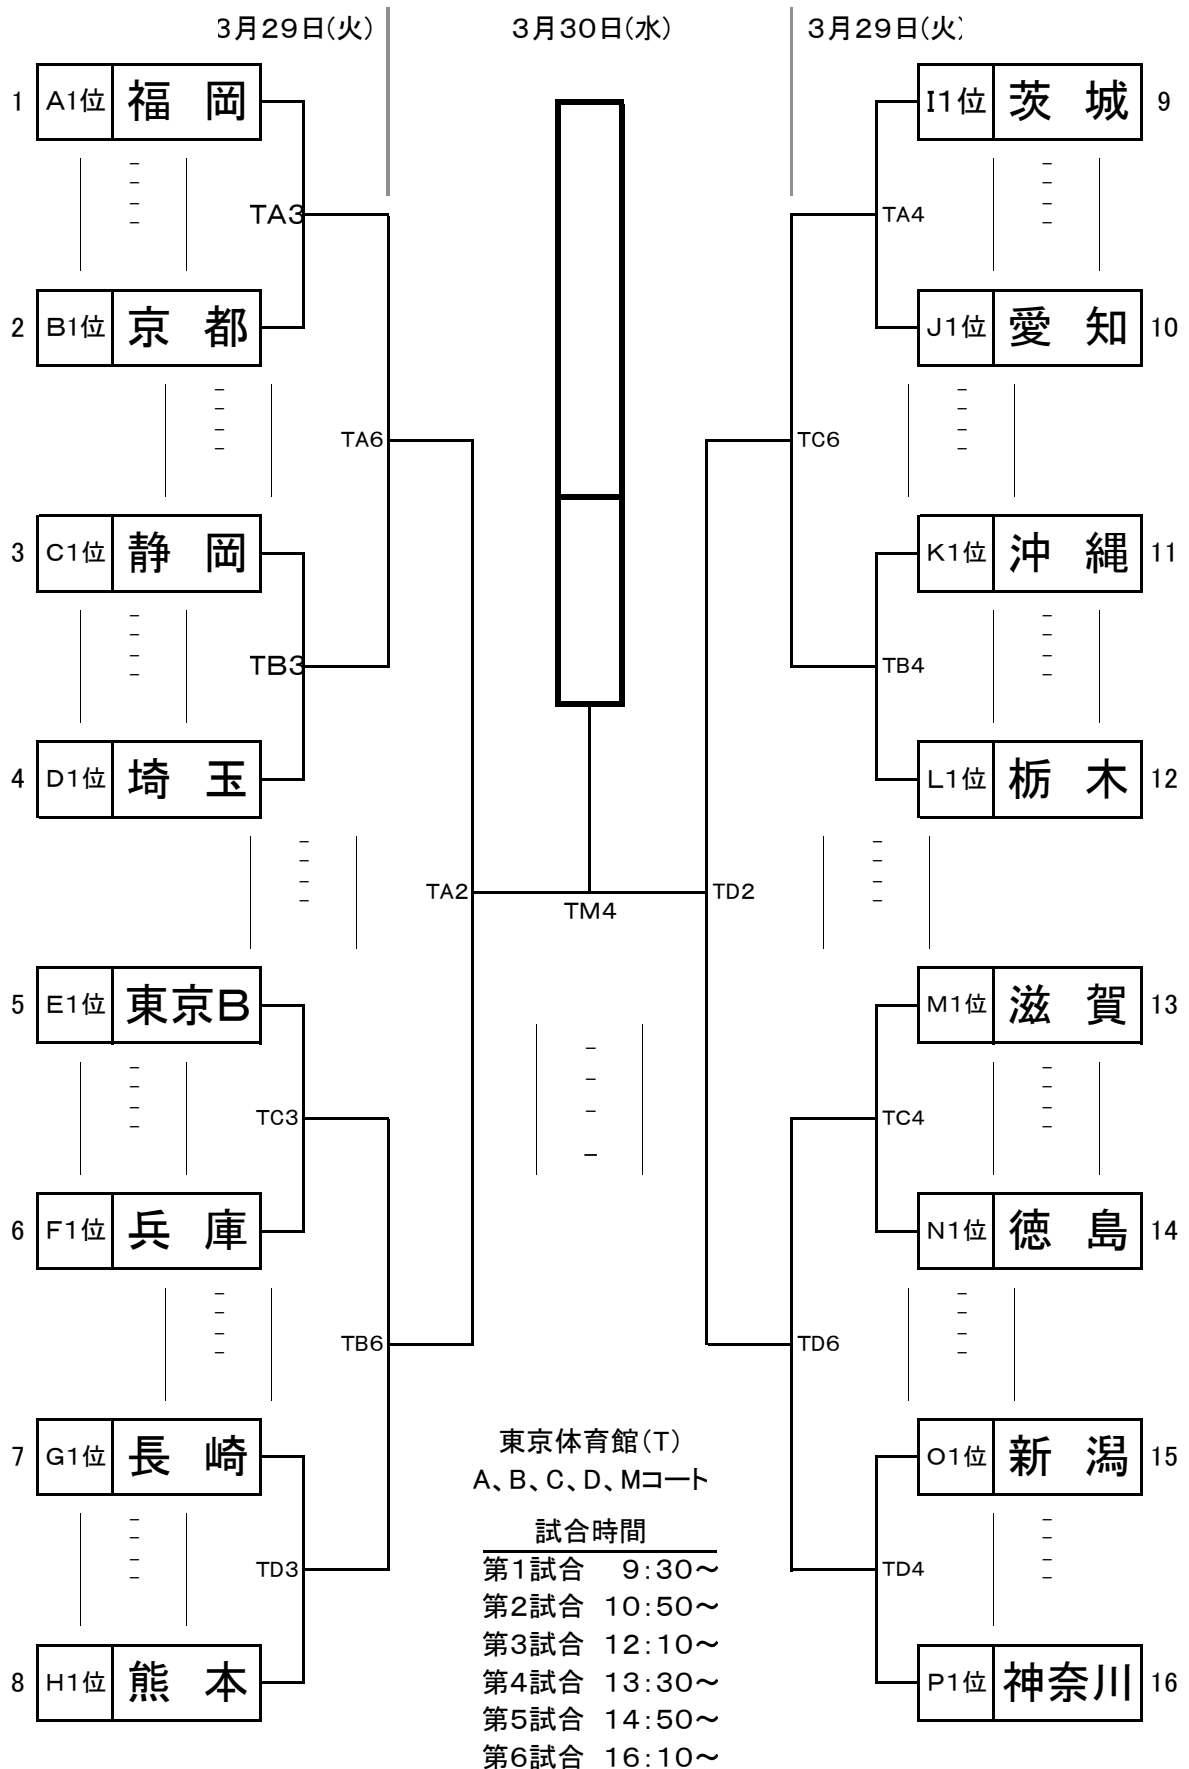 3月29日(火)
3月30日(水)
3月29日(火)
1 A1位 福 岡
TA3
2 B1位 京 都
TA6
3 C1位 静 岡
TB3
4 D1位 埼 玉
TA2
5 E1位 東京B
TC3
6 F1位 兵 庫
TB6
7 G1位 長 崎
TD3
8 H1位 熊 本
TM4
I1位 茨 城 9
TA4
J1位 愛 知 10
TC6
K1位 沖 縄 11
TB4
L1位 栃 木 12
TD2
M1位 滋 賀 13
TC4
N1位 徳 島 14
TD6
O1位 新 潟 15
TD4
P1位 神奈川 16
東京体育館(T)
A、B、C、D、Mコート
試合時間
第1試合 9:30～
第2試合 10:50～
第3試合 12:10～
第4試合 13:30～
第5試合 14:50～
第6試合 16:10～